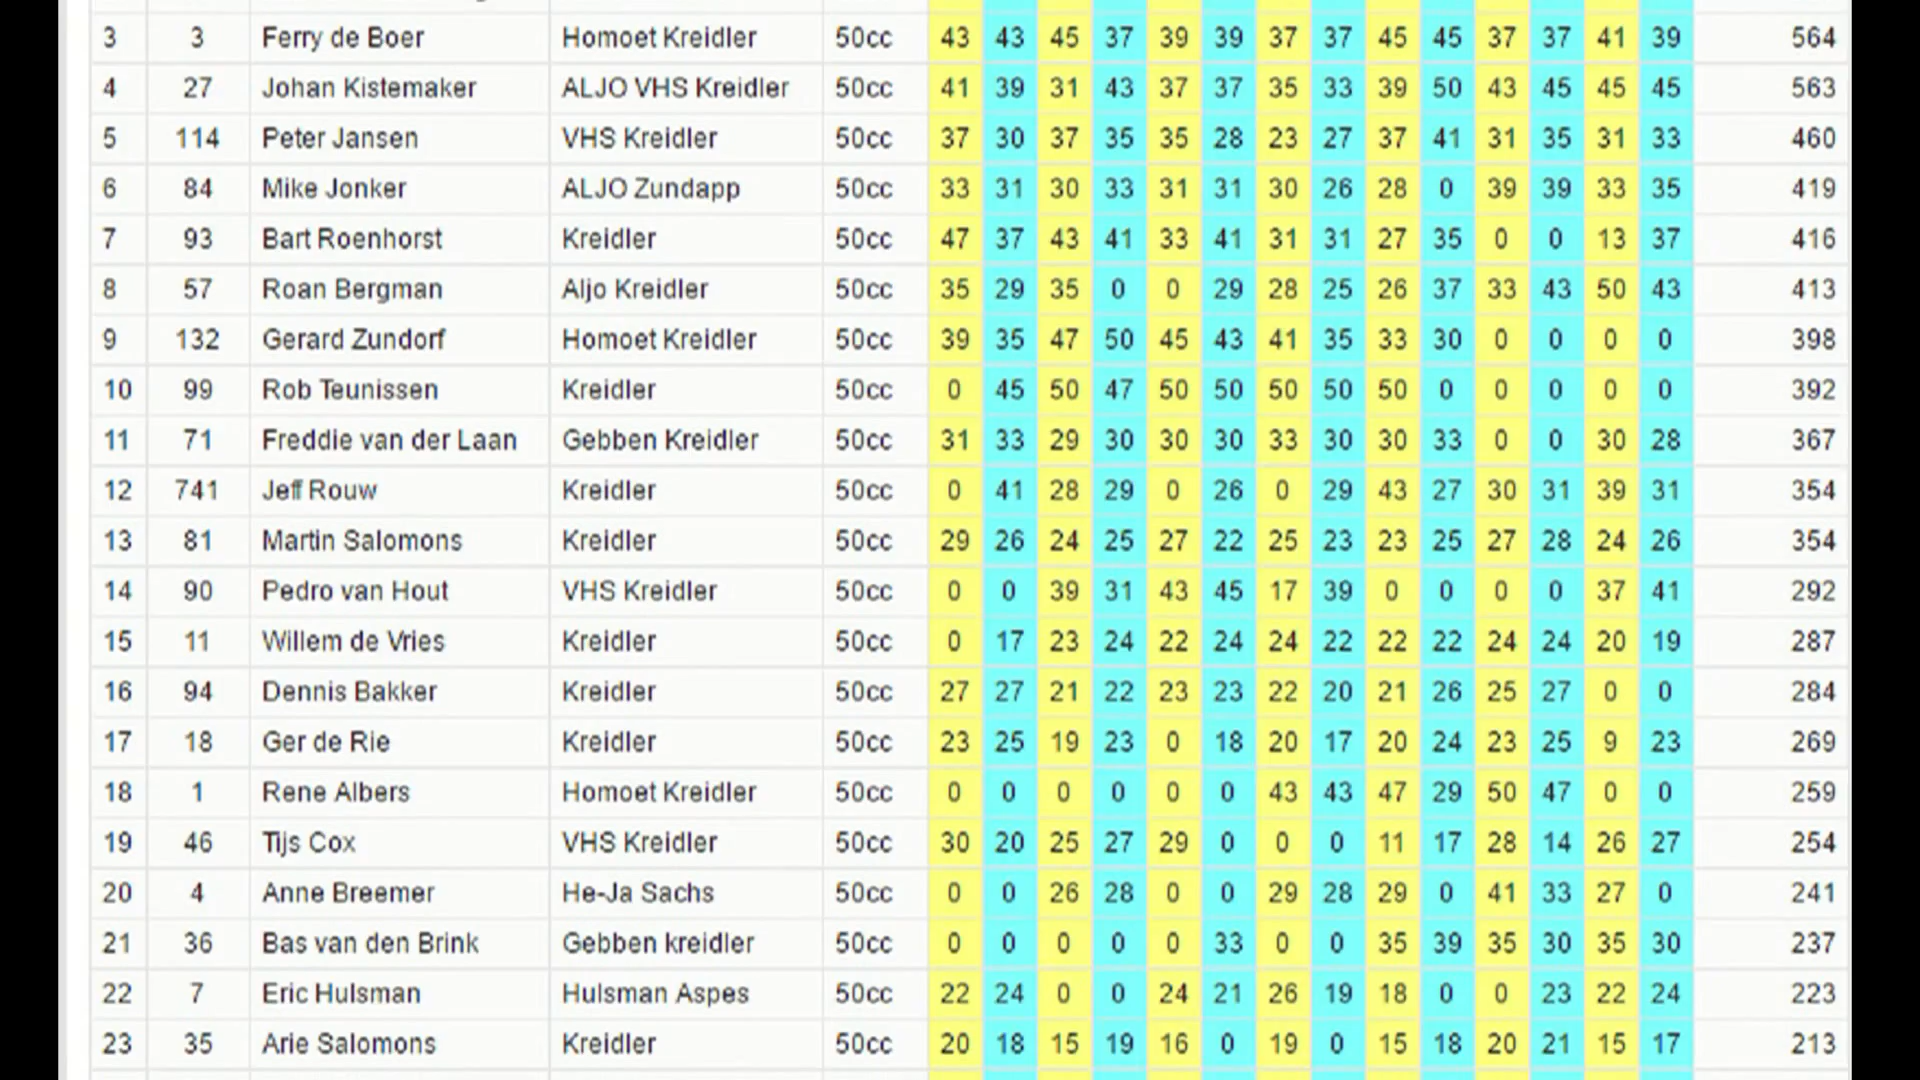 3 3 Ferry de Boer Homoet Kreidler 50cc 43 43 45 37 39 39 37 37 45 45 37 37 41 39 564
4 27 Johan Kistemaker ALJO VHS Kreidler 50cc 41 39 31 43 37 37 35 33 39 50 43 45 45 45 563
5 114 Peter Jansen VHS Kreidler 50cc 37 30 37 35 35 28 23 27 37 41 31 35 31 33 460
6 84 Mike Jonker ALJO Zundapp 50cc 33 31 30 33 31 31 30 26 28 0 39 39 33 35 419
7 93 Bart Roenhorst Kreidler 50cc 47 37 43 41 33 41 31 31 27 35 0 0 13 37 416
8 57 Roan Bergman Aljo Kreidler 50cc 35 29 35 0 0 29 28 25 26 37 33 43 50 43 413
9 132 Gerard Zundorf Homoet Kreidler 50cc 39 35 47 50 45 43 41 35 33 30 0 0 0 0 398
10 99 Rob Teunissen Kreidler 50cc 0 45 50 47 50 50 50 50 50 0 0 0 0 0 392
11 71 Freddie van der Laan Gebben Kreidler 50cc 31 33 29 30 30 30 33 30 30 33 0 0 30 28 367
12 741 Jeff Rouw Kreidler 50cc 0 41 28 29 0 26 0 29 43 27 30 31 39 31 354
13 81 Martin Salomons Kreidler 50cc 29 26 24 25 27 22 25 23 23 25 27 28 24 26 354
14 90 Pedro van Hout VHS Kreidler 50cc 0 0 39 31 43 45 17 39 0 0 0 0 37 41 292
15 11 Willem de Vries Kreidler 50cc 0 17 23 24 22 24 24 22 22 22 24 24 20 19 287
16 94 Dennis Bakker Kreidler 50cc 27 27 21 22 23 23 22 20 21 26 25 27 0 0 284
17 18 Ger de Rie Kreidler 50cc 23 25 19 23 0 18 20 17 20 24 23 25 9 23 269
18 1 Rene Albers Homoet Kreidler 50cc 0 0 0 0 0 0 43 43 47 29 50 47 0 0 259
19 46 Tijs Cox VHS Kreidler 50cc 30 20 25 27 29 0 0 0 11 17 28 14 26 27 254
20 4 Anne Breemer He-Ja Sachs 50cc 0 0 26 28 0 0 29 28 29 0 41 33 27 0 241
21 36 Bas van den Brink Gebben kreidler 50cc 0 0 0 0 0 33 0 0 35 39 35 30 35 30 237
22 7 Eric Hulsman Hulsman Aspes 50cc 22 24 0 0 24 21 26 19 18 0 0 23 22 24 223
23 35 Arie Salomons Kreidler 50cc 20 18 15 19 16 0 19 0 15 18 20 21 15 17 213